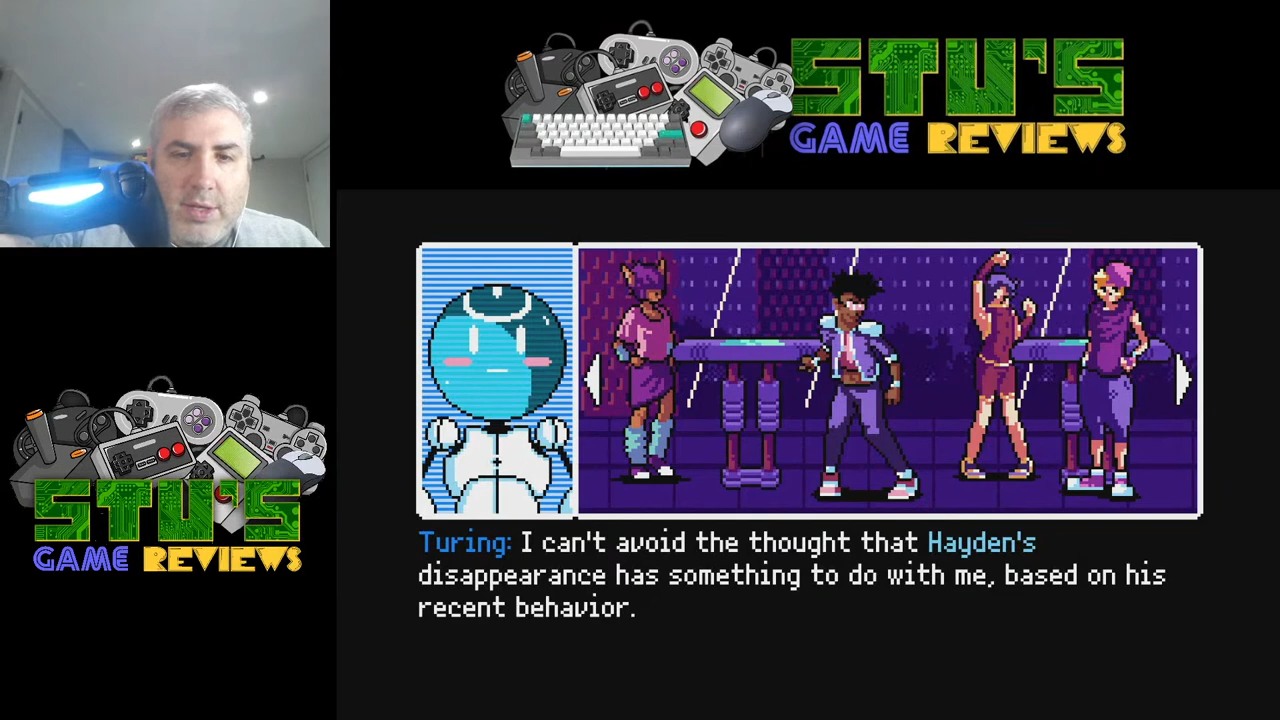 STU'S
GAME REVIEWS
STU'S
GAME REVIEWS
Turing: I can't avoid the thought that Hayden's
disappearance has something to do with me, based on his
recent behavior.